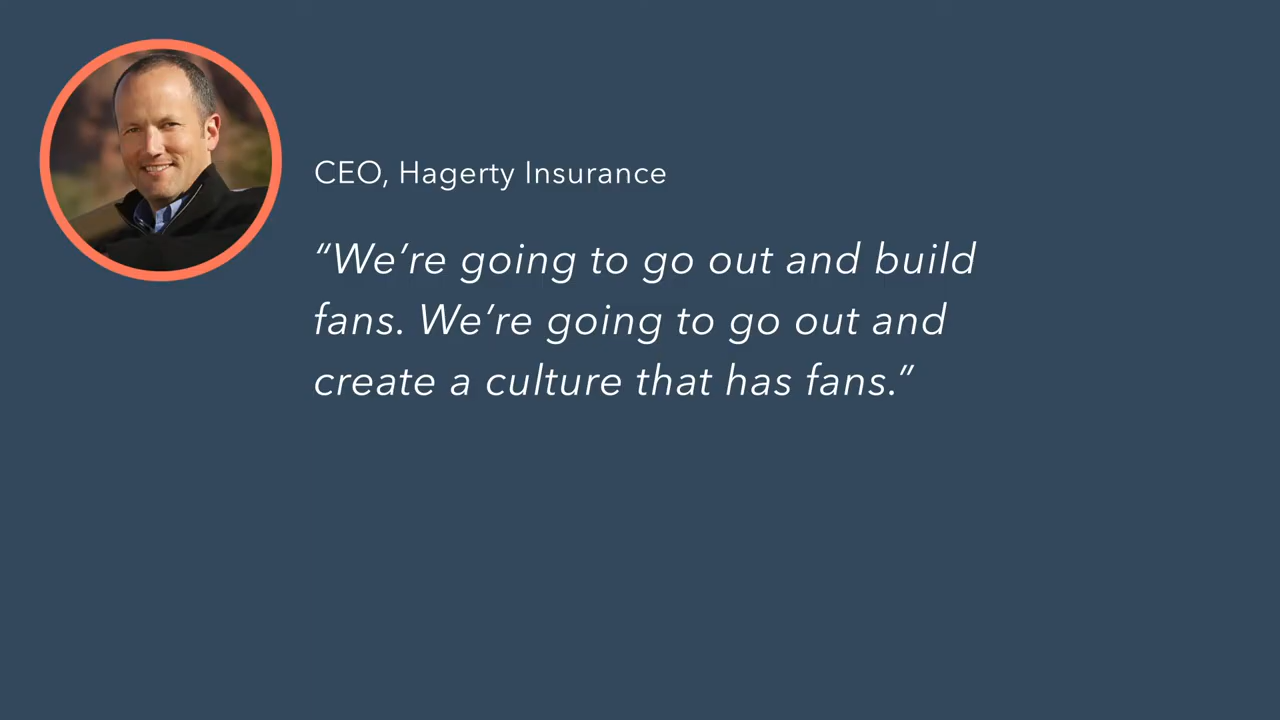 CEO, Hagerty Insurance
“We’re going to go out and build
fans. We’re going to go out and
create a culture that has fans.”